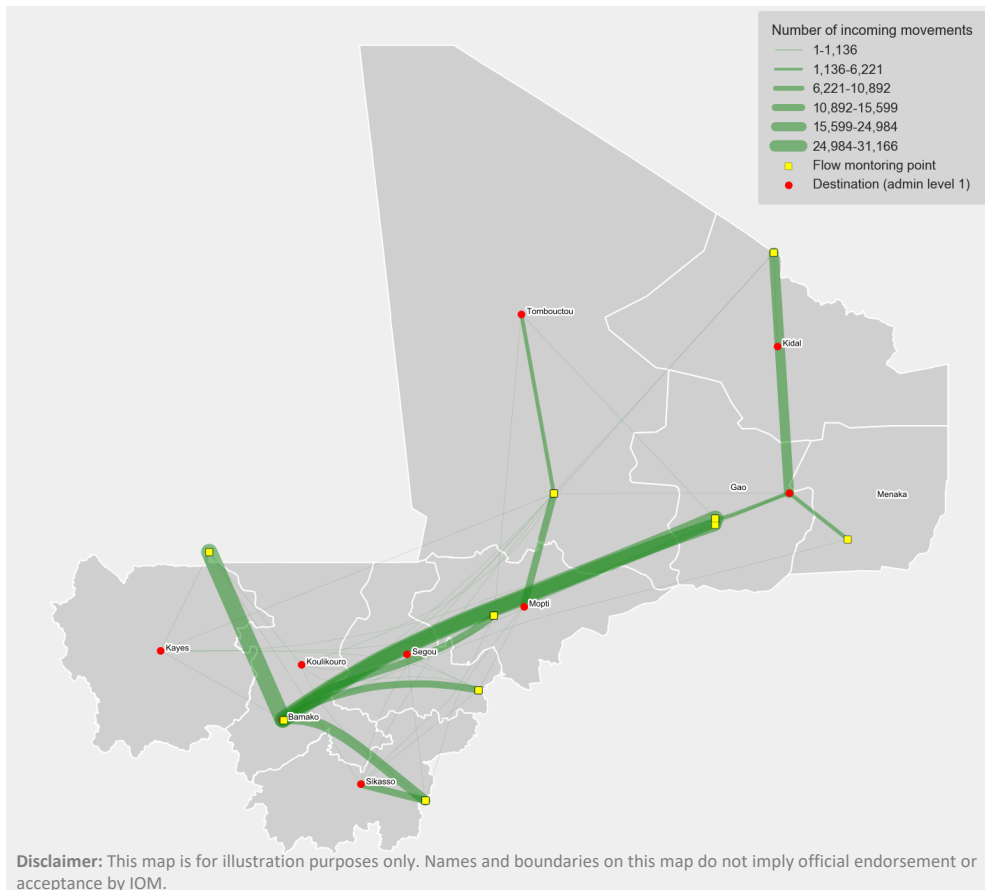 Number of incoming movements
1-1,136
1,136-6,221
6,221-10,892
10,892-15,599
15,599-24,984
24,984-31,166
Flow montoring point
Destination (admin level 1)
Tombouctou
Kidal
Gao
Menaka
Mopti
Kayes
Segou
Koulikouro
Bamako
Sikasso
Disclaimer: This map is for illustration purposes only. Names and boundaries on this map do not imply official endorsement or
acceptance by IOM.